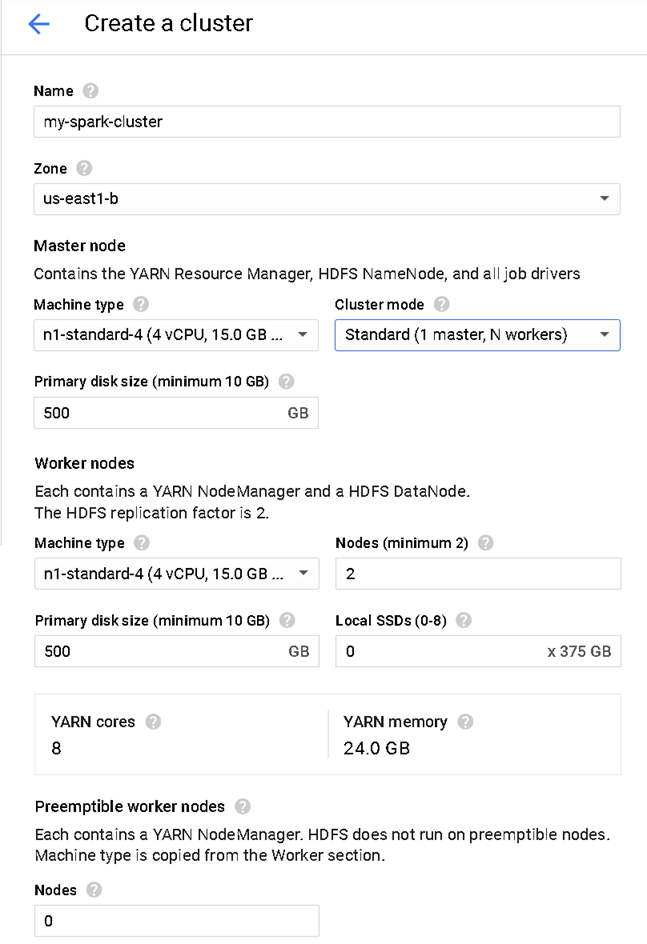 Create a cluster
Name
my-spark-cluster
Zone
us-east1-b
Master node
Contains the YARN Resource Manager, HDFS NameNode, and all job drivers
Machine type Cluster mode
n1-standard-4 (4 vCPU, 15.0 GB ... Standard (1 master, N workers)
Primary disk size (minimum 10 GB)
500 GB
Worker nodes
Each contains a YARN NodeManager and a HDFS DataNode.
The HDFS replication factor is 2.
Machine type Nodes (minimum 2)
n1-standard-4 (4 vCPU, 15.0 GB ... 2
Primary disk size (minimum 10 GB) Local SSDs (0-8)
500 GB 0 x 375 GB
YARN cores YARN memory
8 24.0 GB
Preemptible worker nodes
Each contains a YARN NodeManager. HDFS does not run on preemptible nodes.
Machine type is copied from the Worker section.
Nodes
0